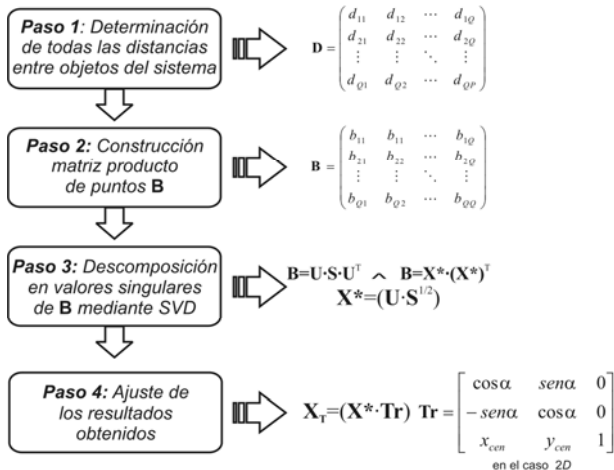 Paso 1: Determinación
de todas las distancias
entre objetos del sistema
D = ( d₁₁ d₁₂ ⋯ d₁Q
d₂₁ d₂₂ ⋯ d₂Q
⋮ ⋮ ⋱ ⋮
dQ₁ dQ₂ ⋯ dQP )
Paso 2: Construcción
matriz producto
de puntos B
B = ( b₁₁ b₁₁ ⋯ b₁Q
b₂₁ b₂₂ ⋯ b₂Q
⋮ ⋮ ⋱ ⋮
bQ₁ bQ₂ ⋯ bQQ )
Paso 3: Descomposición
en valores singulares
de B mediante SVD
B=U·S·Uᵀ ^ B=X*·(X*)ᵀ
X*=(U·S^1/2)
Paso 4: Ajuste de
los resultados
obtenidos
X_T=(X*·Tr) Tr = [ cosα senα 0
−senα cosα 0
x_cen y_cen 1 ]
en el caso 2D